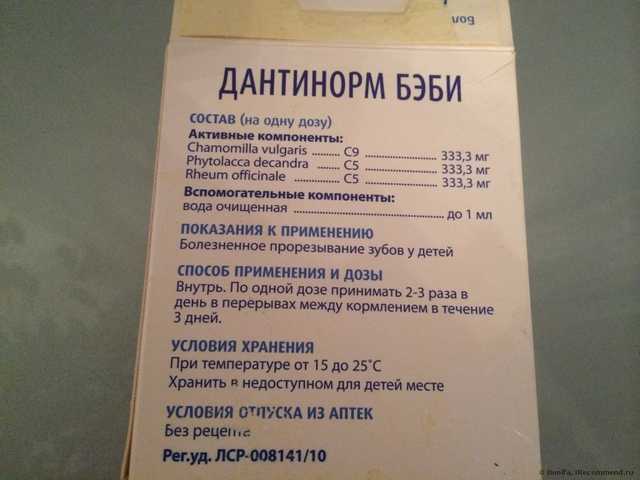 ДАНТИНОРМ БЭБИ
СОСТАВ (на одну дозу)
Активные компоненты:
Chamomilla vulgaris ......... C9 ....................... 333,3 мг
Phytolacca decandra ....... C5 ....................... 333,3 мг
Rheum officinale ............ C5 ....................... 333,3 мг
Вспомогательные компоненты:
вода очищенная ................................................ до 1 мл
ПОКАЗАНИЯ К ПРИМЕНЕНИЮ
Болезненное прорезывание зубов у детей
СПОСОБ ПРИМЕНЕНИЯ И ДОЗЫ
Внутрь. По одной дозе принимать 2-3 раза в
день в перерывах между кормлением в течение
3 дней.
УСЛОВИЯ ХРАНЕНИЯ
При температуре от 15 до 25˚C
Хранить в недоступном для детей месте
УСЛОВИЯ ОТПУСКА ИЗ АПТЕК
Без рецепта
Рег.уд. ЛСР-008141/10